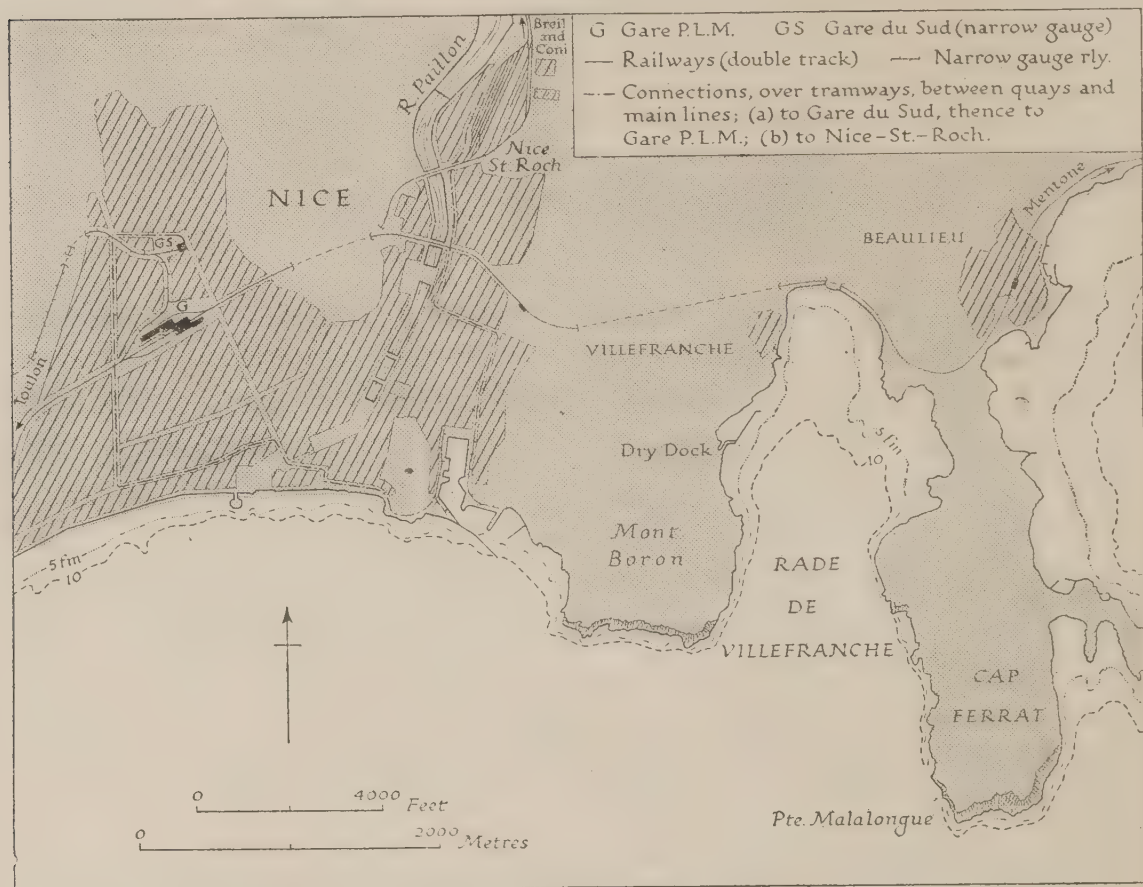 G Gare P.L.M. GS Gare du Sud (narrow gauge)
Railways (double track) Narrow gauge rly.
Connections, over tramways, between quays and
main lines; (a) to Gare du Sud, thence to
Gare P.L.M.; (b) to Nice-St.-Roch.
Breil
and
Coni
R. Paillon
Nice
St. Roch
NICE
Mentone
BEAULIEU
GS
G
Toulon
VILLEFRANCHE
Dry Dock
5 fm
10
Mont
Boron
5 fm
10
RADE
DE
VILLEFRANCHE
CAP
FERRAT
0 4000 Feet
0 2000 Metres
Pte. Malalongue